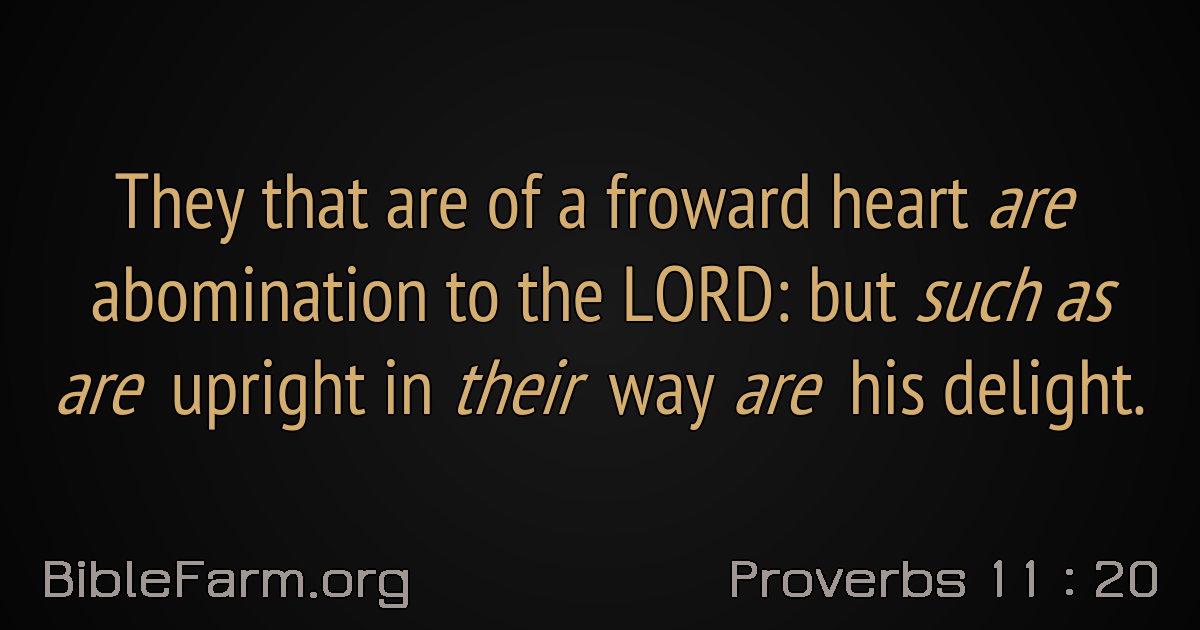 They that are of a froward heart are
abomination to the LORD: but such as
are upright in their way are his delight.
BibleFarm.org
Proverbs 11 : 20